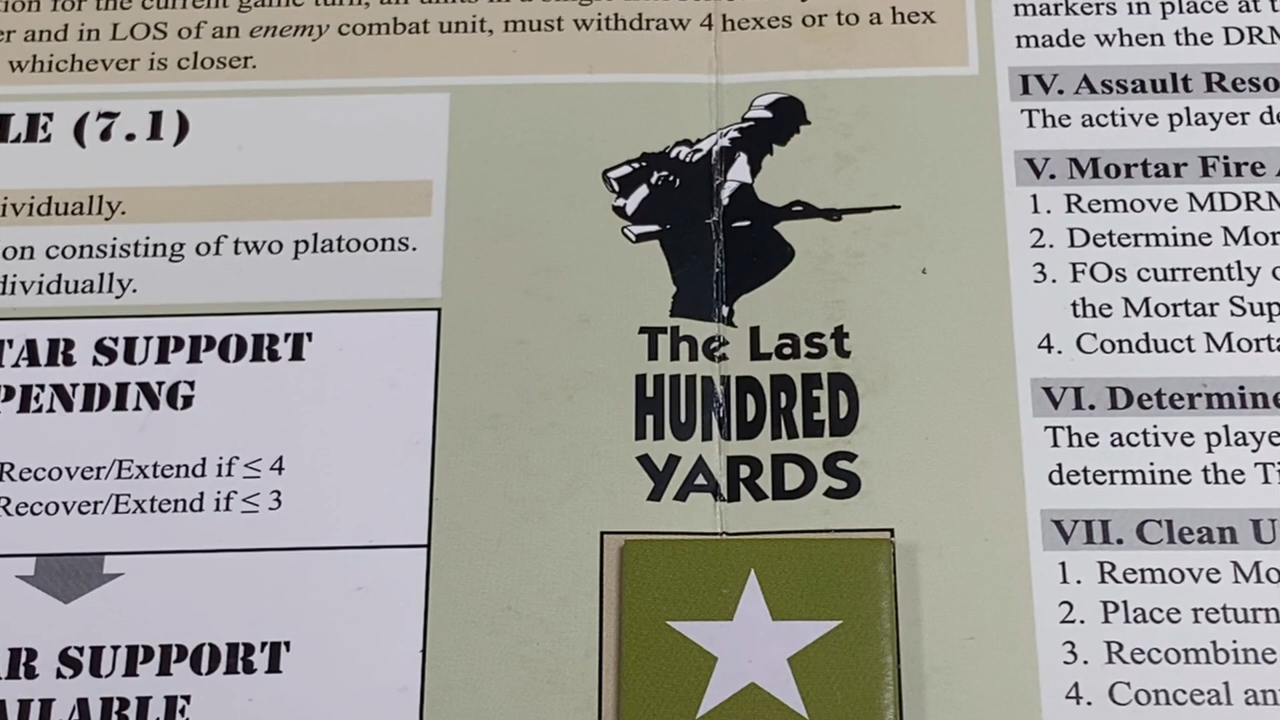 er and in LOS of an enemy combat unit, must withdraw 4 hexes or to a hex
whichever is closer.
LE (7.1)
ividually.
on consisting of two platoons.
dividually.
TAR SUPPORT
PENDING
Recover/Extend if ≤ 4
Recover/Extend if ≤ 3
R SUPPORT
AILABLE
The Last
HUNDRED
YARDS
markers in place at t
made when the DRM
IV. Assault Reso
The active player de
V. Mortar Fire A
1. Remove MDRM
2. Determine Mor
3. FOs currently o
the Mortar Sup
4. Conduct Morta
VI. Determine
The active playe
determine the Ti
VII. Clean U
1. Remove Mo
2. Place return
3. Recombine
4. Conceal an